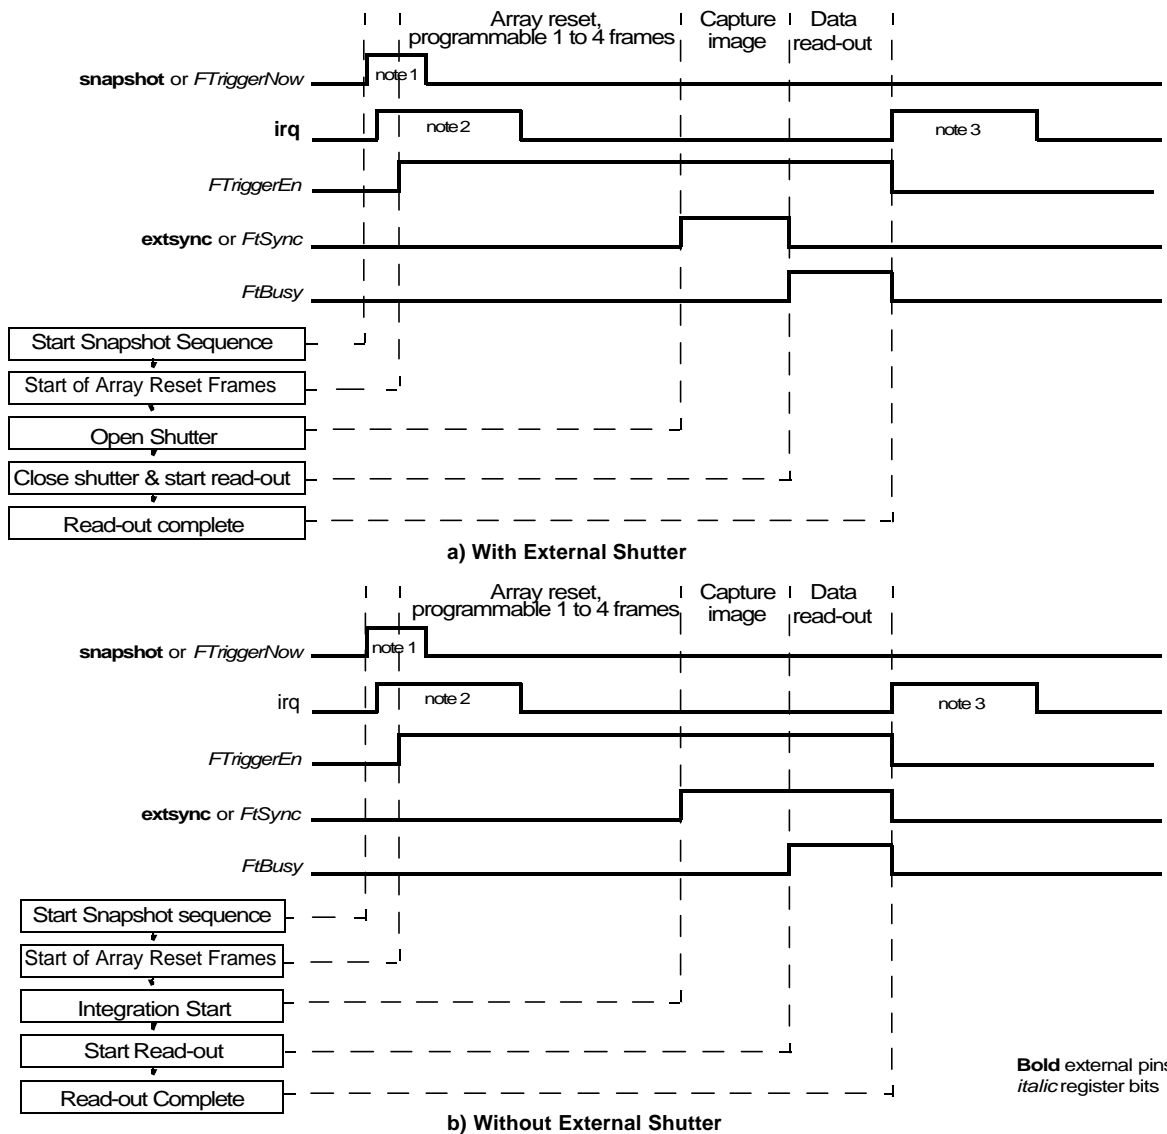 Array reset,
programmable 1 to 4 frames
Capture
image
Data
read-out
snapshot or FTriggerNow
note 1
irq
note 2
note 3
FTriggerEn
extsync or FtSync
FtBusy
Start Snapshot Sequence
Start of Array Reset Frames
Open Shutter
Close shutter & start read-out
Read-out complete
a) With External Shutter
Array reset,
programmable 1 to 4 frames
Capture
image
Data
read-out
snapshot or FTriggerNow
note 1
irq
note 2
note 3
FTriggerEn
extsync or FtSync
FtBusy
Start Snapshot sequence
Start of Array Reset Frames
Integration Start
Start Read-out
Read-out Complete
Bold external pins
italic register bits
b) Without External Shutter